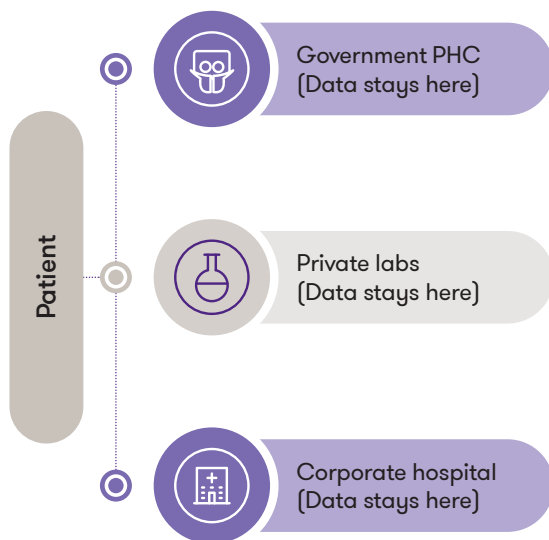 Patient
Government PHC
(Data stays here)
Private labs
(Data stays here)
Corporate hospital
(Data stays here)